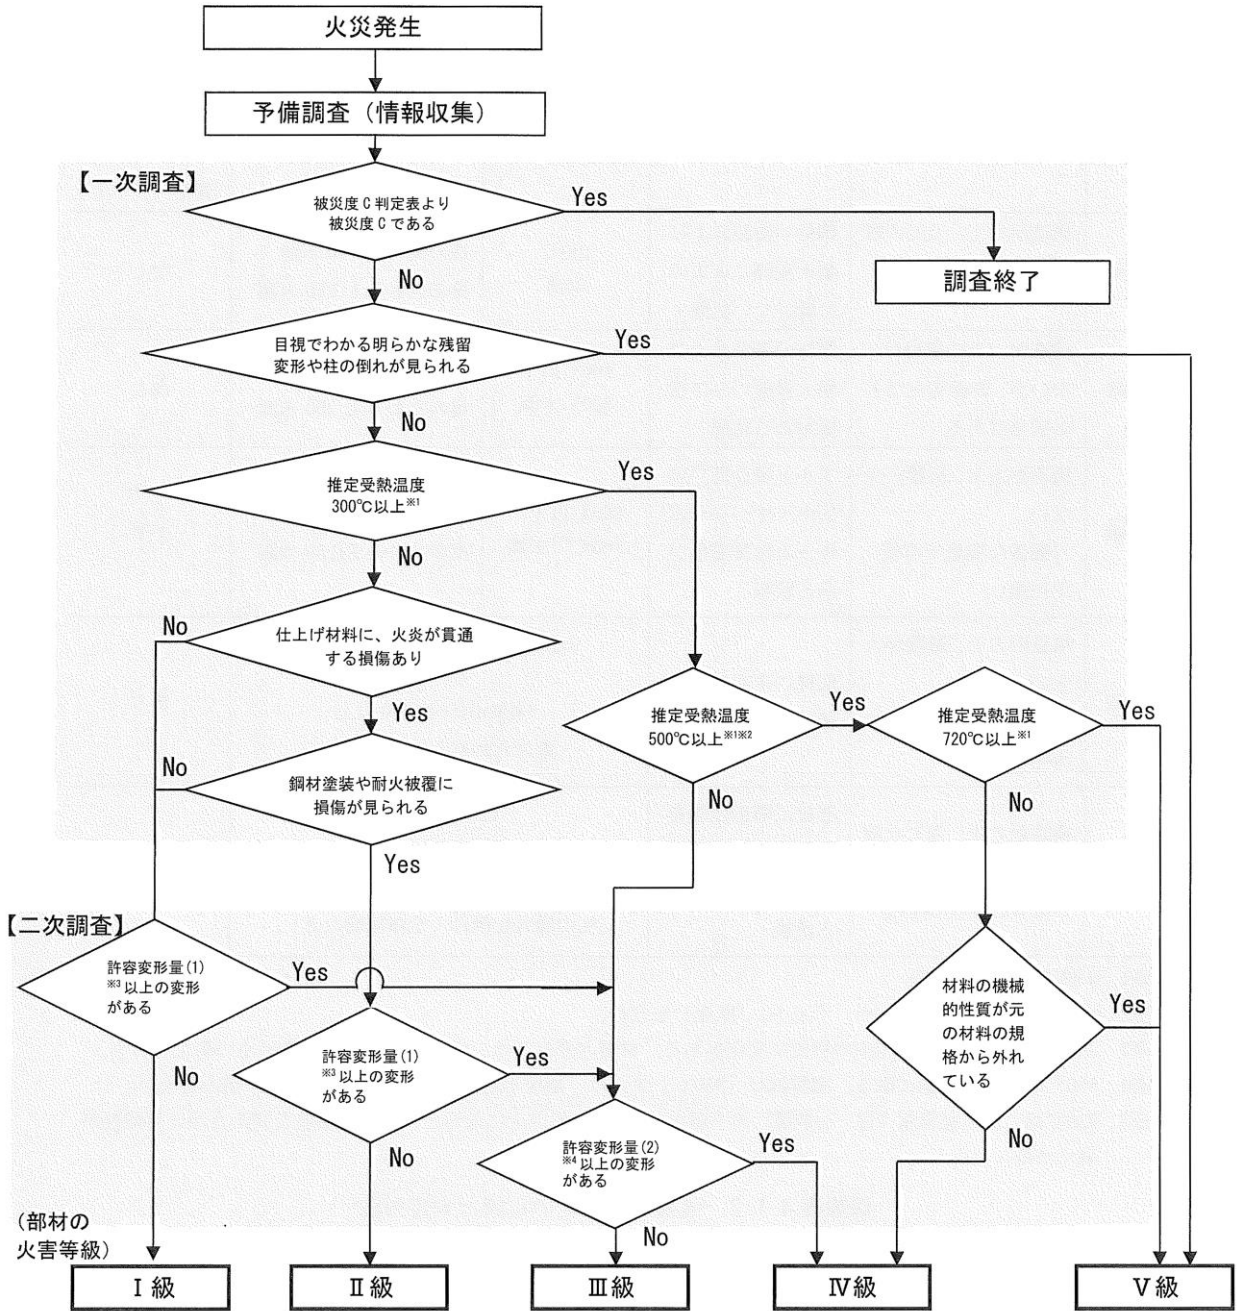 火災発生
予備調査（情報収集）
【一次調査】
被災度C判定表より
被災度Cである
Yes
No
調査終了
目視でわかる明らかな残留
変形や柱の倒れが見られる
Yes
No
推定受熱温度
300℃以上※1
Yes
No
仕上げ材料に、火炎が貫通
する損傷あり
No
Yes
推定受熱温度
500℃以上※1※2
Yes
No
推定受熱温度
720℃以上※1
Yes
No
鋼材塗装や耐火被覆に
損傷が見られる
No
Yes
【二次調査】
許容変形量(1)
※3以上の変形
がある
Yes
No
許容変形量(1)
※3以上の変形
がある
Yes
No
材料の機械
的性質が元
の材料の規
格から外れ
ている
Yes
No
許容変形量(2)
※4以上の変形
がある
Yes
No
(部材の
火害等級)
Ⅰ級
Ⅱ級
Ⅲ級
Ⅳ級
Ⅴ級